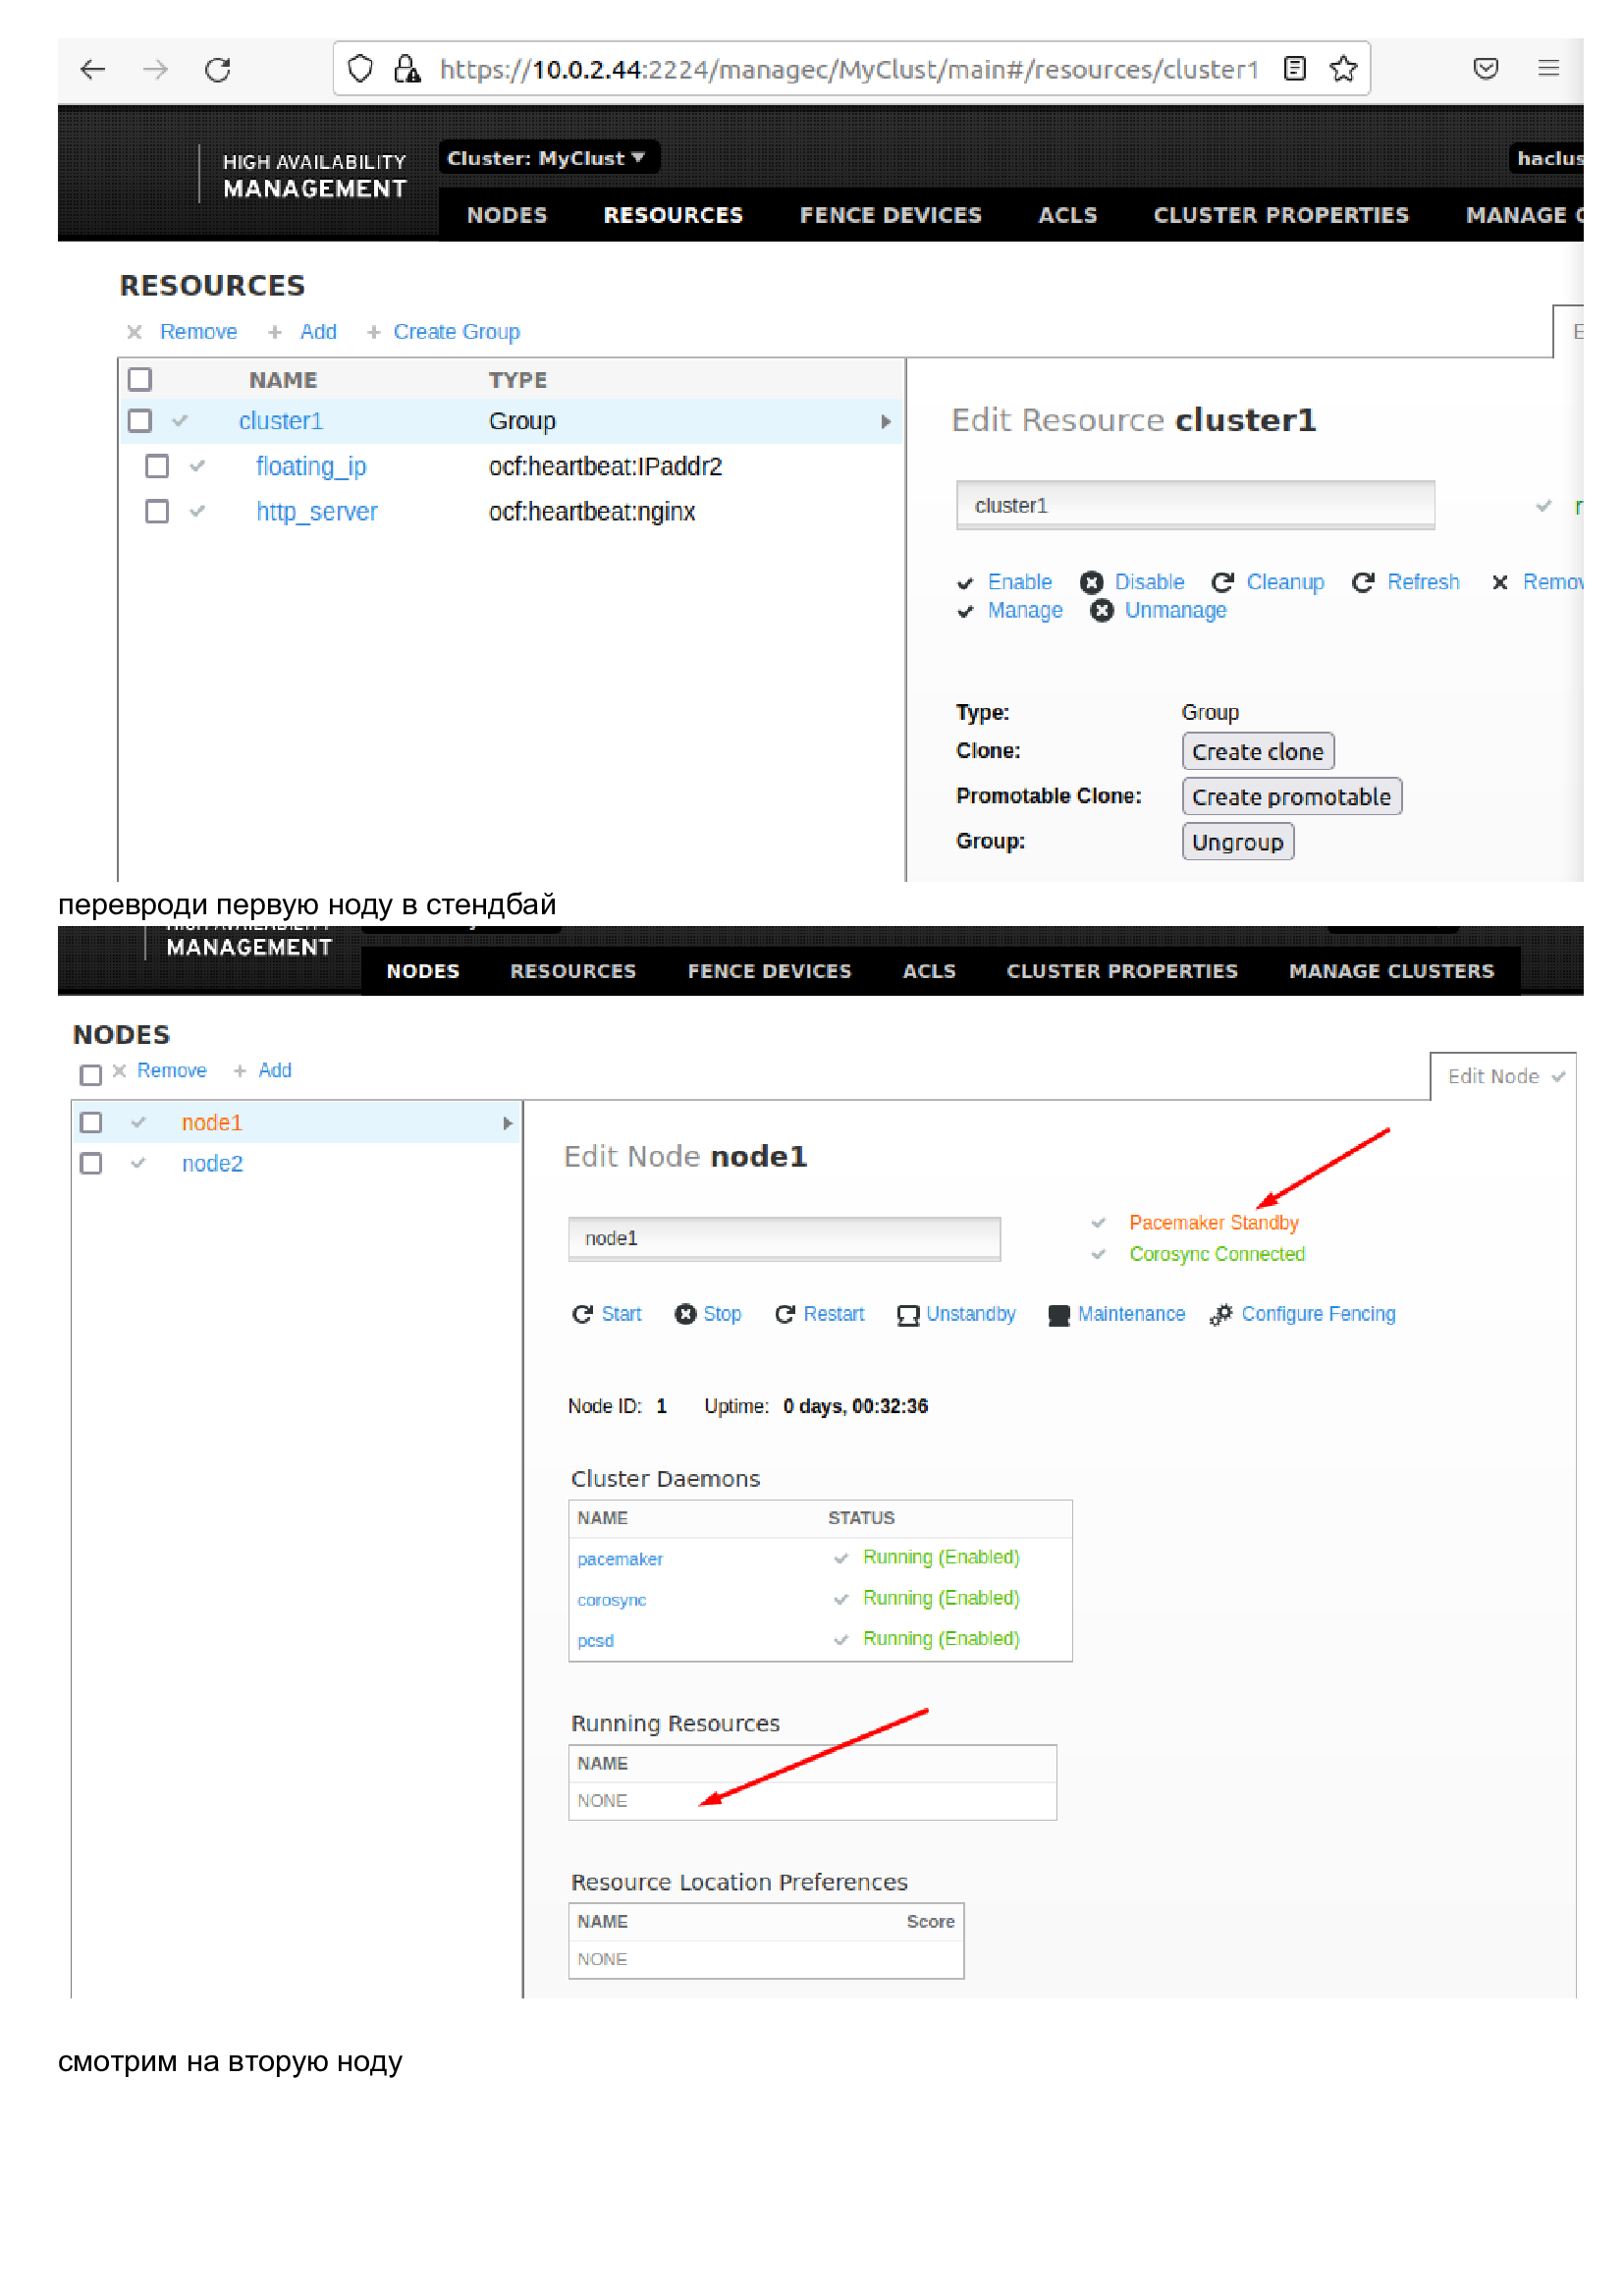 https://10.0.2.44:2224/managec/MyClust/main#/resources/cluster1
HIGH AVAILABILITY
MANAGEMENT
Cluster: MyClust
haclus
NODES RESOURCES FENCE DEVICES ACLS CLUSTER PROPERTIES MANAGE C
RESOURCES
Remove Add Create Group
E
NAME TYPE
cluster1 Group
floating_ip ocf:heartbeat:IPaddr2
http_server ocf:heartbeat:nginx
Edit Resource cluster1
cluster1
r
Enable Disable Cleanup Refresh Remov
Manage Unmanage
Type: Group
Clone: Create clone
Promotable Clone: Create promotable
Group: Ungroup
перевроди первую ноду в стендбай
MANAGEMENT
NODES RESOURCES FENCE DEVICES ACLS CLUSTER PROPERTIES MANAGE CLUSTERS
NODES
Remove Add
Edit Node
node1
node2
Edit Node node1
node1
Pacemaker Standby
Corosync Connected
Start Stop Restart Unstandby Maintenance Configure Fencing
Node ID: 1 Uptime: 0 days, 00:32:36
Cluster Daemons
NAME STATUS
pacemaker Running (Enabled)
corosync Running (Enabled)
pcsd Running (Enabled)
Running Resources
NAME
NONE
Resource Location Preferences
NAME Score
NONE
смотрим на вторую ноду